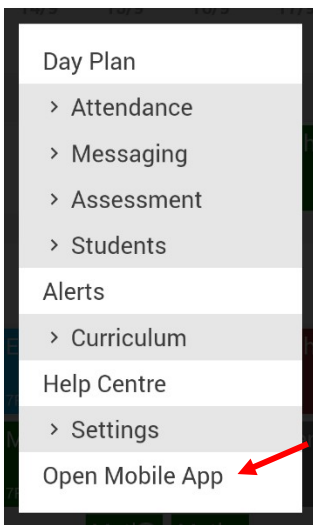 Day Plan
> Attendance
> Messaging
> Assessment
> Students
Alerts
> Curriculum
Help Centre
> Settings
Open Mobile App